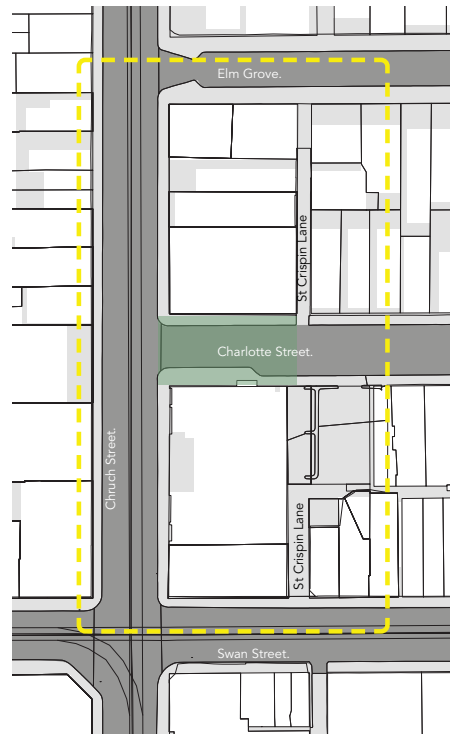 Elm Grove.
St Crispin Lane
Charlotte Street.
Chruch Street.
St Crispin Lane
Swan Street.